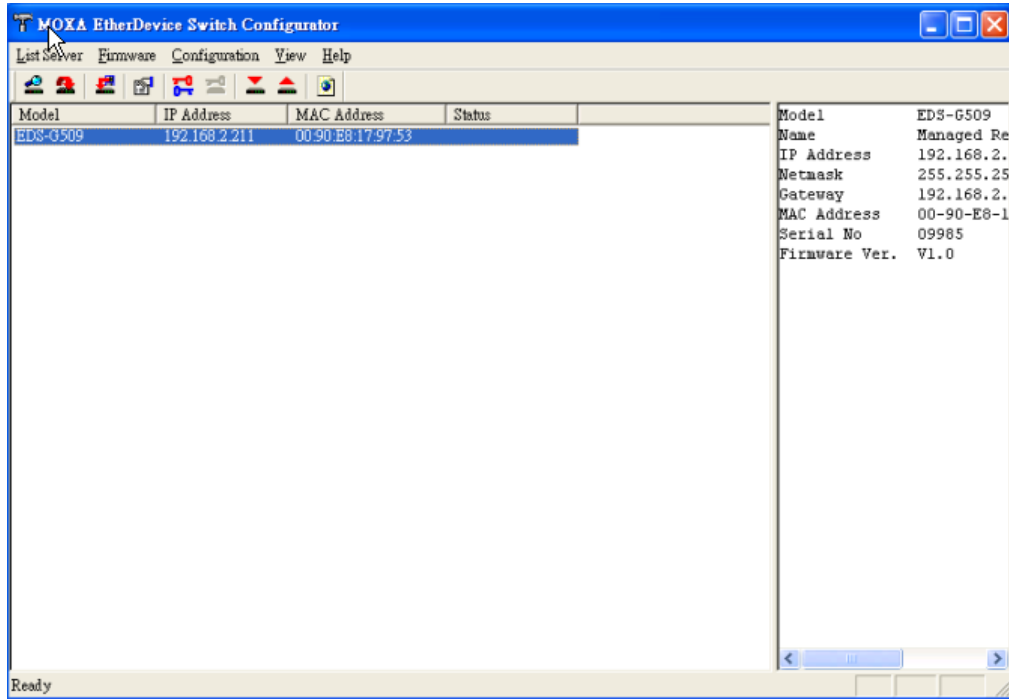 MOXA EtherDevice Switch Configurator
List Server Firmware Configuration View Help
Model IP Address MAC Address Status
EDS-G509 192.168.2.211 00:90:E8:17:97:53
Model EDS-G509
Name Managed Re
IP Address 192.168.2.
Netmask 255.255.25
Gateway 192.168.2.
MAC Address 00-90-E8-1
Serial No 09985
Firmware Ver. V1.0
Ready